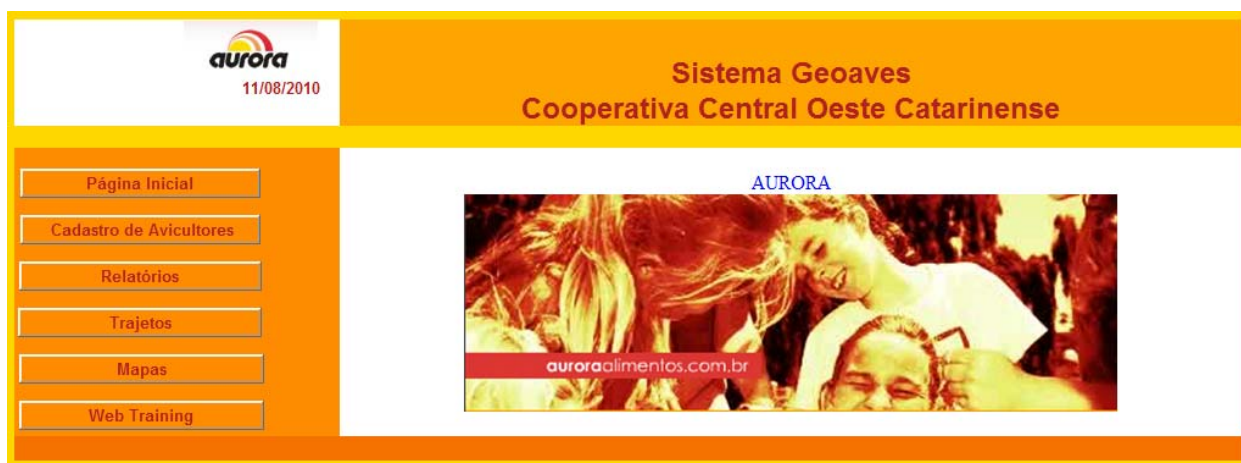 aurora
11/08/2010
Sistema Geoaves
Cooperativa Central Oeste Catarinense
Página Inicial
Cadastro de Avicultores
Relatórios
Trajetos
Mapas
Web Training
AURORA
auroraalimentos.com.br